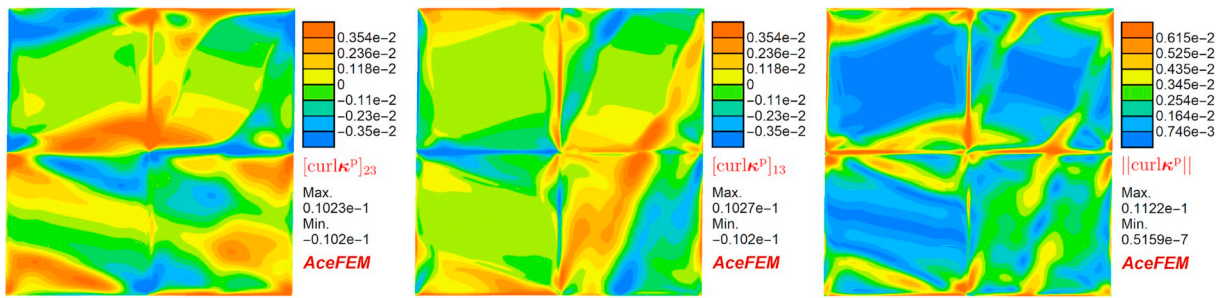 0.354e-2
0.236e-2
0.118e-2
0
-0.11e-2
-0.23e-2
-0.35e-2
[curlκᵖ]₂₃
Max.
0.1023e-1
Min.
-0.102e-1
AceFEM
0.354e-2
0.236e-2
0.118e-2
0
-0.11e-2
-0.23e-2
-0.35e-2
[curlκᵖ]₁₃
Max.
0.1027e-1
Min.
-0.102e-1
AceFEM
0.615e-2
0.525e-2
0.435e-2
0.345e-2
0.254e-2
0.164e-2
0.746e-3
||curlκᵖ||
Max.
0.1122e-1
Min.
0.5159e-7
AceFEM